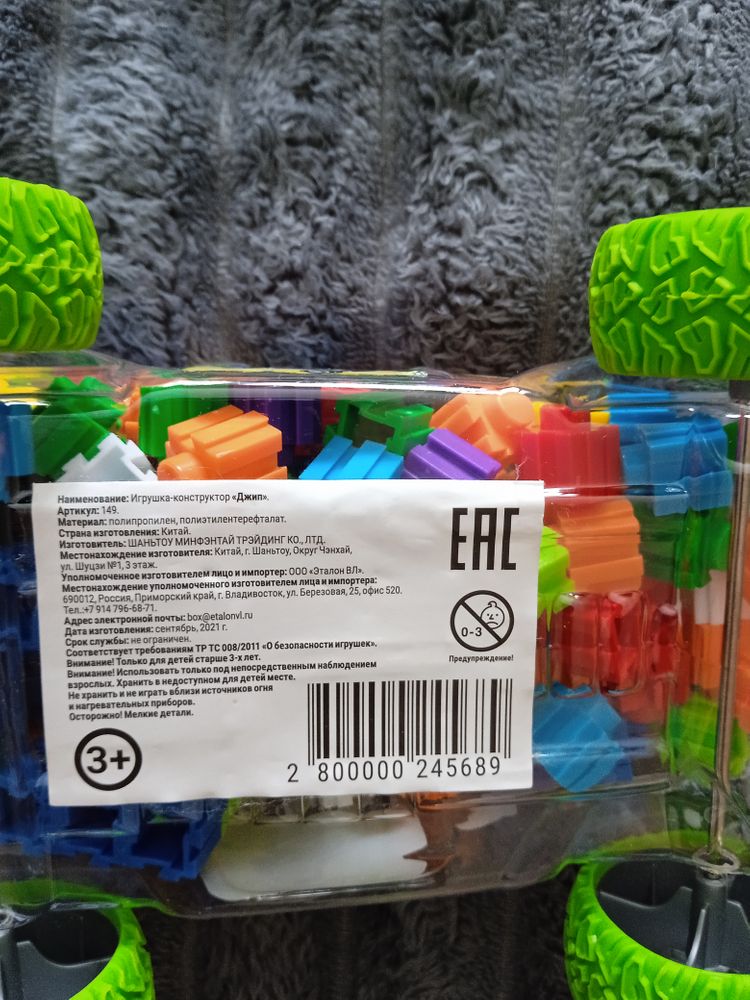 Наименование: Игрушка-конструктор «Джип».
Артикул: 149.
Материал: полипропилен, полиэтилентерефталат.
Страна изготовления: Китай.
Изготовитель: ШАНЬТОУ МИНФЭНТАЙ ТРЭЙДИНГ КО., ЛТД.
Местонахождение изготовителя: Китай, г. Шаньтоу, Округ Чэнхай,
ул. Шуцзи №1, 3 этаж.
Уполномоченное изготовителем лицо и импортер: ООО «Эталон ВЛ».
Местонахождение уполномоченного изготовителем лица и импортера:
690012, Россия, Приморский край, г. Владивосток, ул. Березовая, 25, офис 520.
Тел.:+7 914 796-68-71.
Адрес электронной почты: box@etalonvl.ru
Дата изготовления: сентябрь, 2021 г.
Срок службы: не ограничен.
Соответствует требованиям ТР ТС 008/2011 «О безопасности игрушек».
Внимание! Только для детей старше 3-х лет.
Внимание! Использовать только под непосредственным наблюдением
взрослых. Хранить в недоступном для детей месте.
Не хранить и не играть вблизи источников огня
и нагревательных приборов.
Осторожно! Мелкие детали.
3+
EAC
0-3
Предупреждение!
2 800000 245689